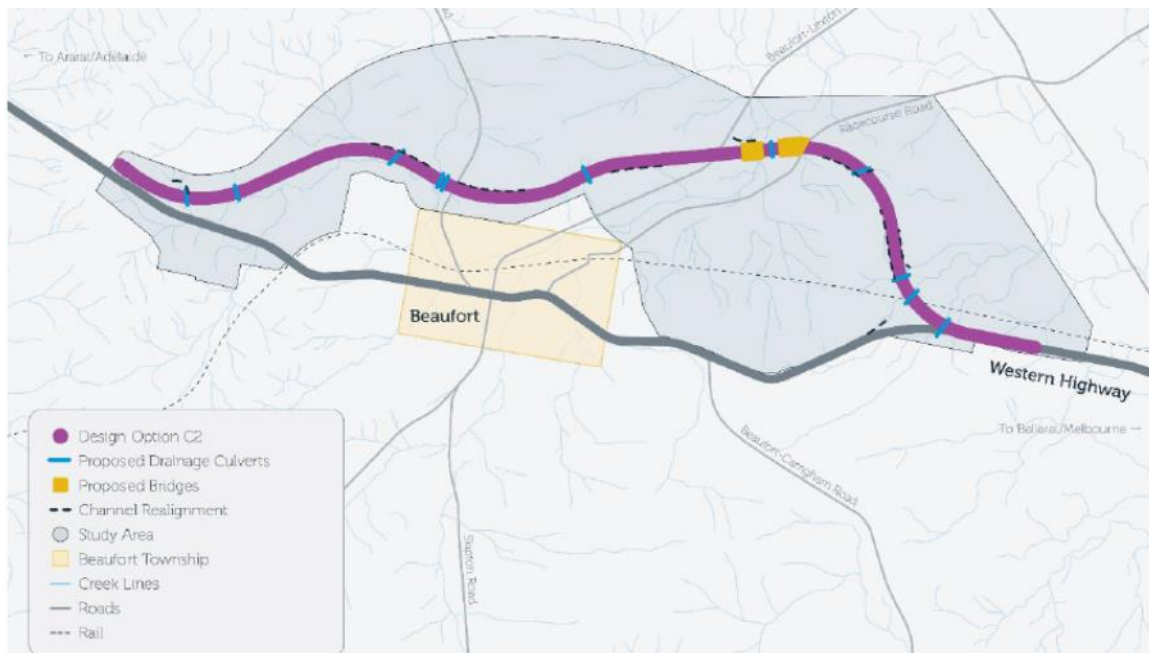 ← To Ararat/Adelaide
Beaufort-Lexton
Racecourse Road
Beaufort
Western Highway
To Ballarat/Melbourne →
Beaufort-Carngham Road
Skipton Road
Design Option C2
Proposed Drainage Culverts
Proposed Bridges
Channel Realignment
Study Area
Beaufort Township
Creek Lines
Roads
Rail